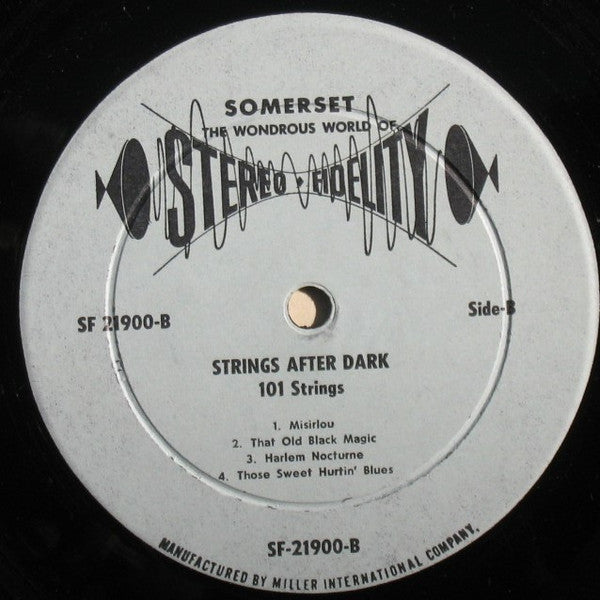 SOMERSET
THE WONDROUS WORLD OF
STEREO • FIDELITY
SF 21900-B
Side-B
STRINGS AFTER DARK
101 Strings
1. Misirlou
2. That Old Black Magic
3. Harlem Nocturne
4. Those Sweet Hurtin' Blues
SF-21900-B
MANUFACTURED BY MILLER INTERNATIONAL COMPANY.